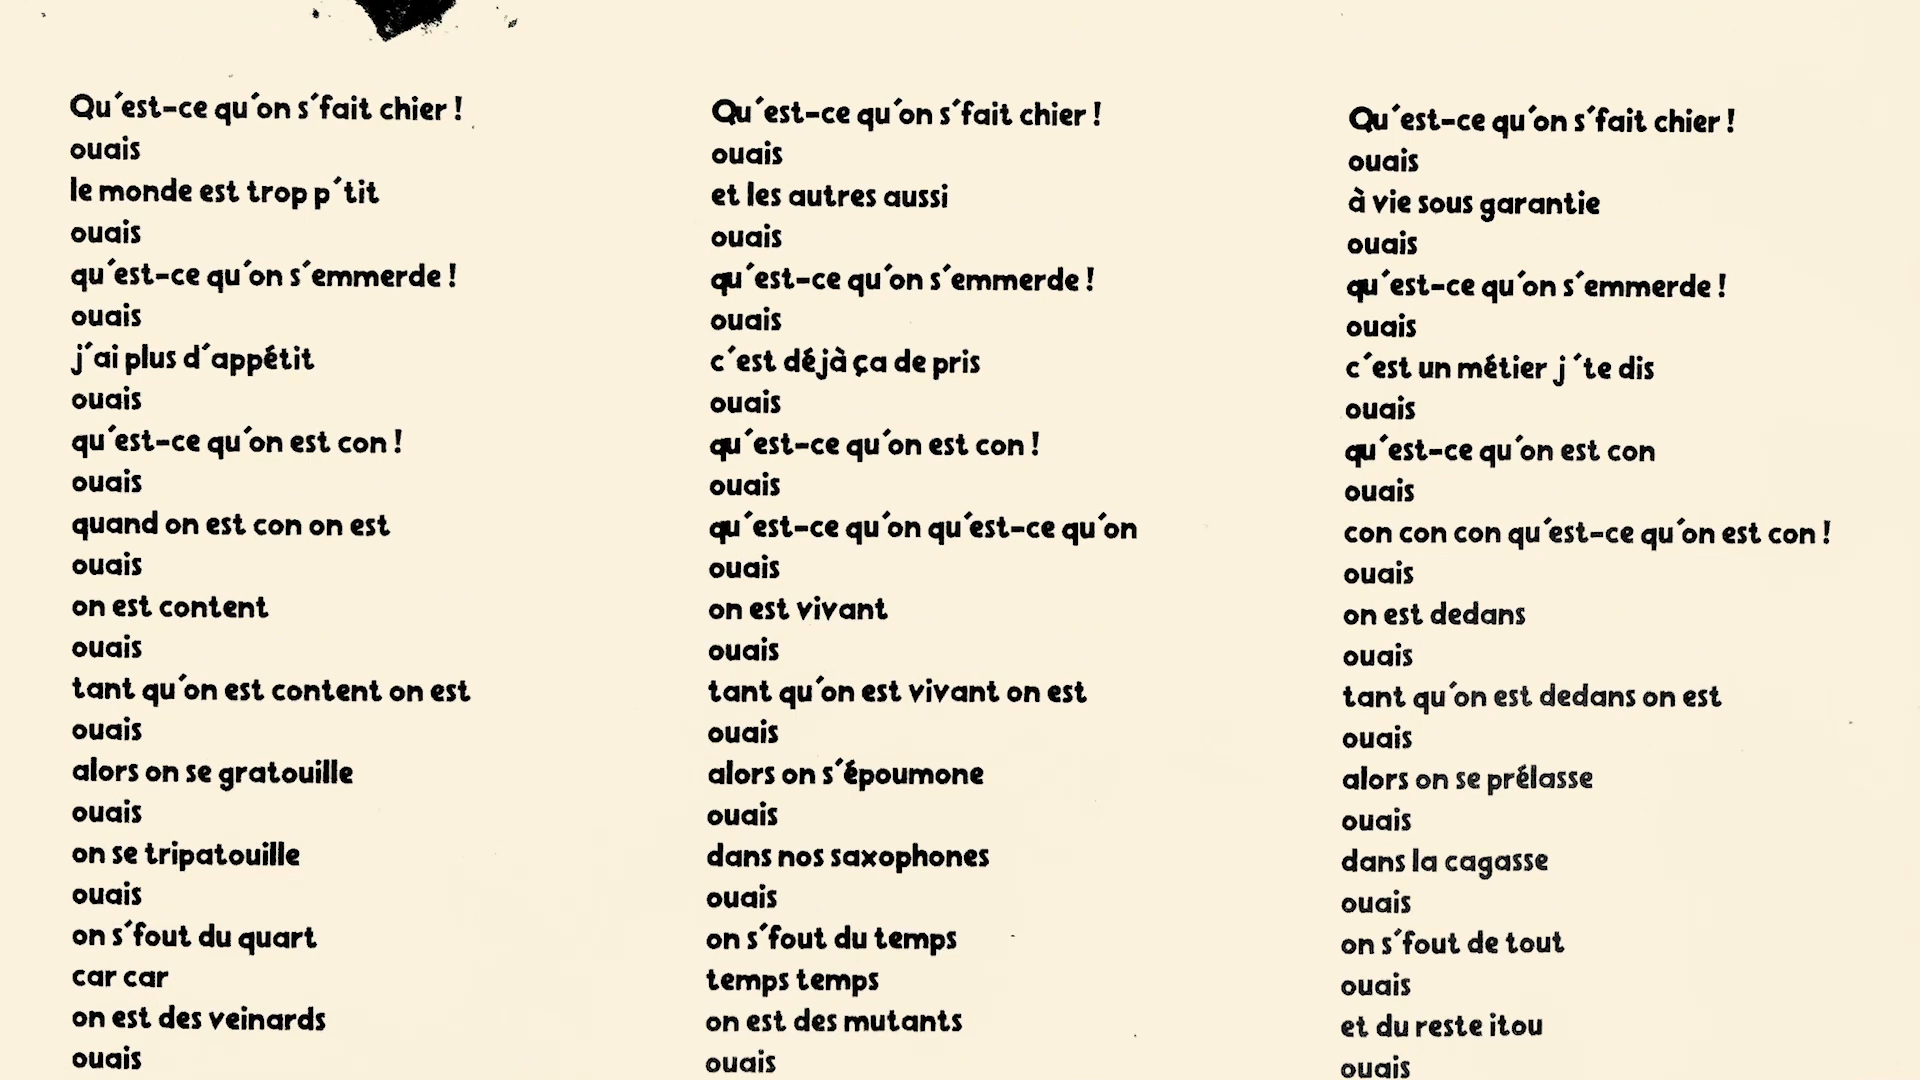 Qu'est-ce qu'on s'fait chier !
ouais
le monde est trop p'tit
ouais
qu'est-ce qu'on s'emmerde !
ouais
j'ai plus d'appétit
ouais
qu'est-ce qu'on est con !
ouais
quand on est con on est
ouais
on est content
ouais
tant qu'on est content on est
ouais
alors on se gratouille
ouais
on se tripatouille
ouais
on s'fout du quart
car car
on est des veinards
ouais
Qu'est-ce qu'on s'fait chier !
ouais
et les autres aussi
ouais
qu'est-ce qu'on s'emmerde !
ouais
c'est déjà ça de pris
ouais
qu'est-ce qu'on est con !
ouais
qu'est-ce qu'on qu'est-ce qu'on
ouais
on est vivant
ouais
tant qu'on est vivant on est
ouais
alors on s'époumone
ouais
dans nos saxophones
ouais
on s'fout du temps
temps temps
on est des mutants
ouais
Qu'est-ce qu'on s'fait chier !
ouais
à vie sous garantie
ouais
qu'est-ce qu'on s'emmerde !
ouais
c'est un métier j 'te dis
ouais
qu'est-ce qu'on est con
ouais
con con con qu'est-ce qu'on est con !
ouais
on est dedans
ouais
tant qu'on est dedans on est
ouais
alors on se prélasse
ouais
dans la cagasse
ouais
on s'fout de tout
ouais
et du reste itou
ouais